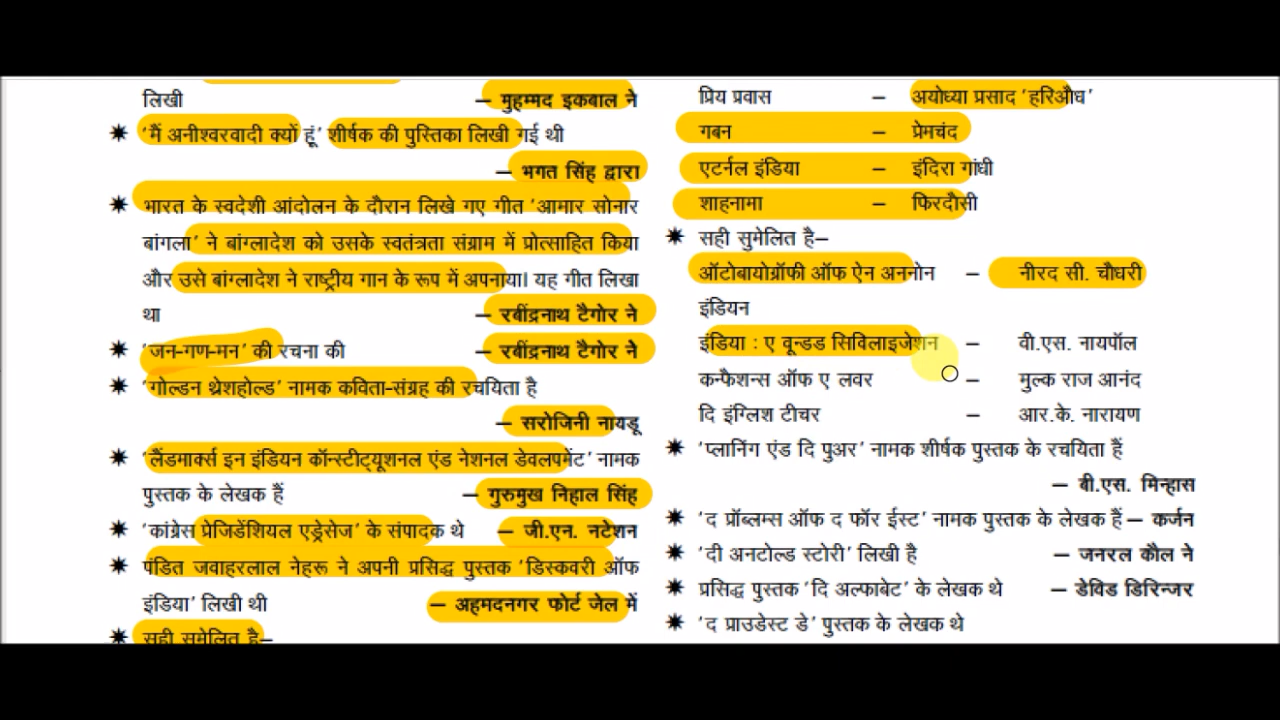 लिखी — मुहम्मद इकबाल ने
✷ 'मैं अनीश्वरवादी क्यों हूं' शीर्षक की पुस्तिका लिखी गई थी
— भगत सिंह द्वारा
✷ भारत के स्वदेशी आंदोलन के दौरान लिखे गए गीत 'आमार सोनार
बांगला' ने बांग्लादेश को उसके स्वतंत्रता संग्राम में प्रोत्साहित किया
और उसे बांग्लादेश ने राष्ट्रीय गान के रूप में अपनाया। यह गीत लिखा
था — रबींद्रनाथ टैगोर ने
✷ 'जन-गण-मन' की रचना की — रबींद्रनाथ टैगोर ने
✷ 'गोल्डन थ्रेशहोल्ड' नामक कविता-संग्रह की रचयिता है
— सरोजिनी नायडू
✷ 'लैंडमार्क्स इन इंडियन कॉन्स्टीट्यूशनल एंड नेशनल डेवलपमेंट' नामक
पुस्तक के लेखक हैं — गुरुमुख निहाल सिंह
✷ 'कांग्रेस प्रेजिडेंशियल एड्रेसेज' के संपादक थे — जी.एन. नटेशन
✷ पंडित जवाहरलाल नेहरू ने अपनी प्रसिद्ध पुस्तक 'डिस्कवरी ऑफ
इंडिया' लिखी थी — अहमदनगर फोर्ट जेल में
✷ सही सुमेलित है—
प्रिय प्रवास — अयोध्या प्रसाद 'हरिऔध'
गबन — प्रेमचंद
एटर्नल इंडिया — इंदिरा गांधी
शाहनामा — फिरदौसी
✷ सही सुमेलित है—
ऑटोबायोग्रॉफी ऑफ ऐन अननोन — नीरद सी. चौघरी
इंडियन
इंडिया : ए वून्डड सिविलाइजेशन — वी.एस. नायपॉल
कन्फैशन्स ऑफ ए लवर — मुल्क राज आनंद
दि इंग्लिश टीचर — आर.के. नारायण
✷ 'प्लानिंग एंड दि पुअर' नामक शीर्षक पुस्तक के रचयिता हैं
— बी.एस. मिन्हास
✷ 'द प्रॉब्लम्स ऑफ द फॉर ईस्ट' नामक पुस्तक के लेखक हैं — कर्जन
✷ 'दी अनटोल्ड स्टोरी' लिखी है — जनरल कौल ने
✷ प्रसिद्ध पुस्तक 'दि अल्फाबेट' के लेखक थे — डेविड डिरिन्जर
✷ 'द प्राउडेस्ट डे' पुस्तक के लेखक थे